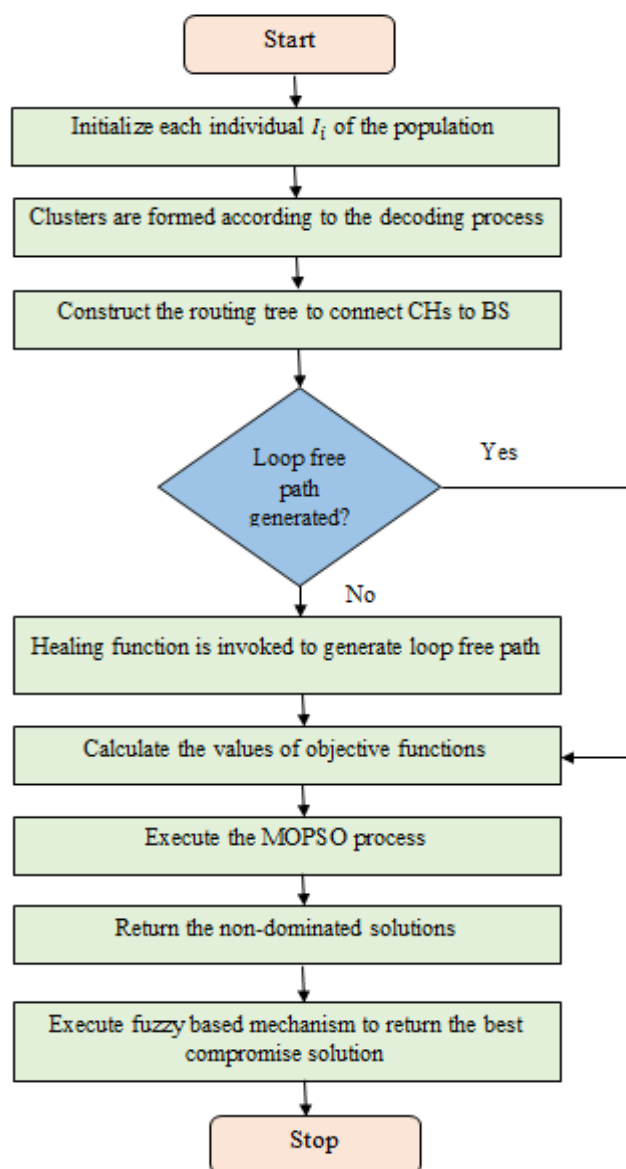 Start
Initialize each individual I_i of the population
Clusters are formed according to the decoding process
Construct the routing tree to connect CHs to BS
Loop free
path
generated?
Yes
No
Healing function is invoked to generate loop free path
Calculate the values of objective functions
Execute the MOPSO process
Return the non-dominated solutions
Execute fuzzy based mechanism to return the best
compromise solution
Stop